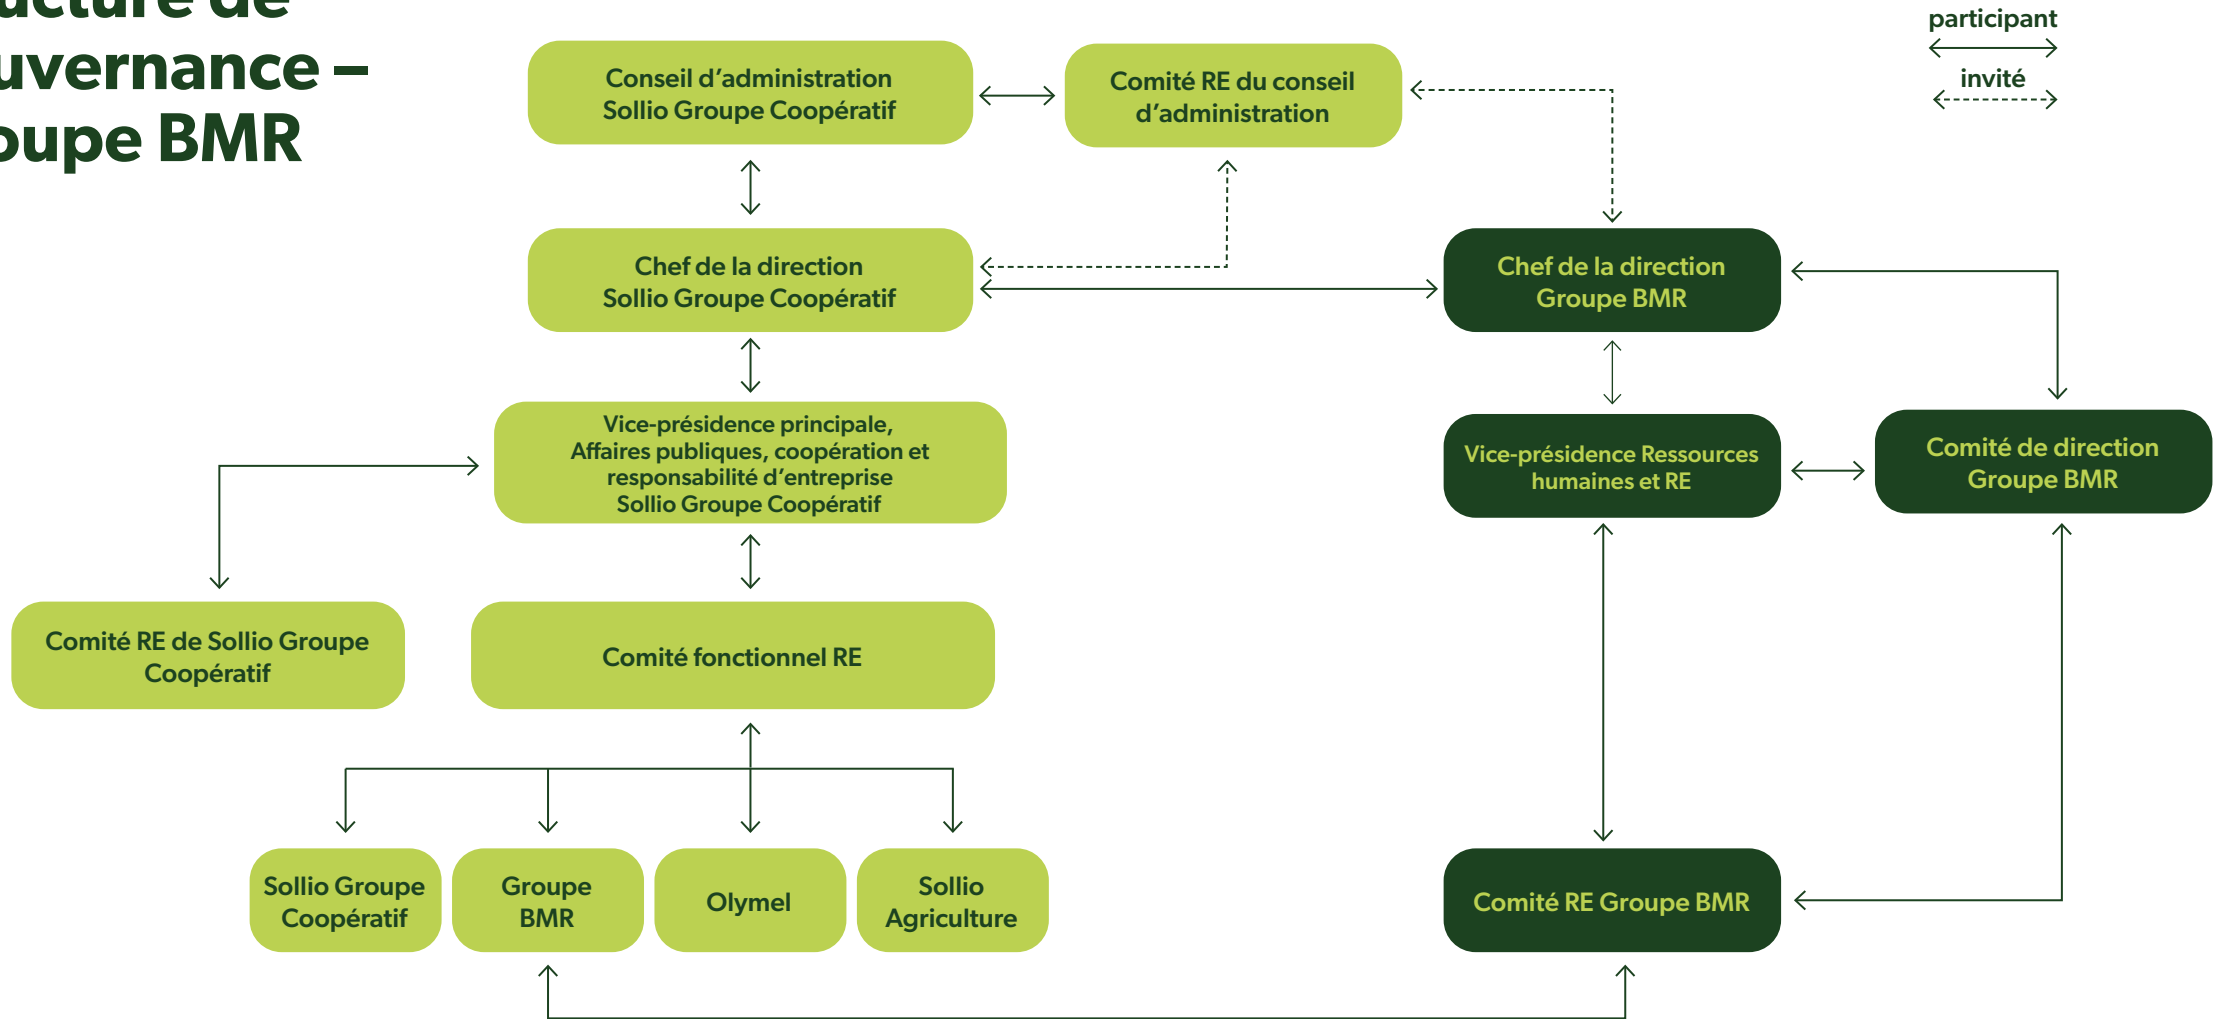 ucture de
uvernance –
oupe BMR
participant
invité
Conseil d’administration
Sollio Groupe Coopératif
Comité RE du conseil
d’administration
Chef de la direction
Sollio Groupe Coopératif
Chef de la direction
Groupe BMR
Vice-présidence principale,
Affaires publiques, coopération et
responsabilité d’entreprise
Sollio Groupe Coopératif
Vice-présidence Ressources
humaines et RE
Comité de direction
Groupe BMR
Comité RE de Sollio Groupe
Coopératif
Comité fonctionnel RE
Sollio Groupe
Coopératif
Groupe
BMR
Olymel
Sollio
Agriculture
Comité RE Groupe BMR